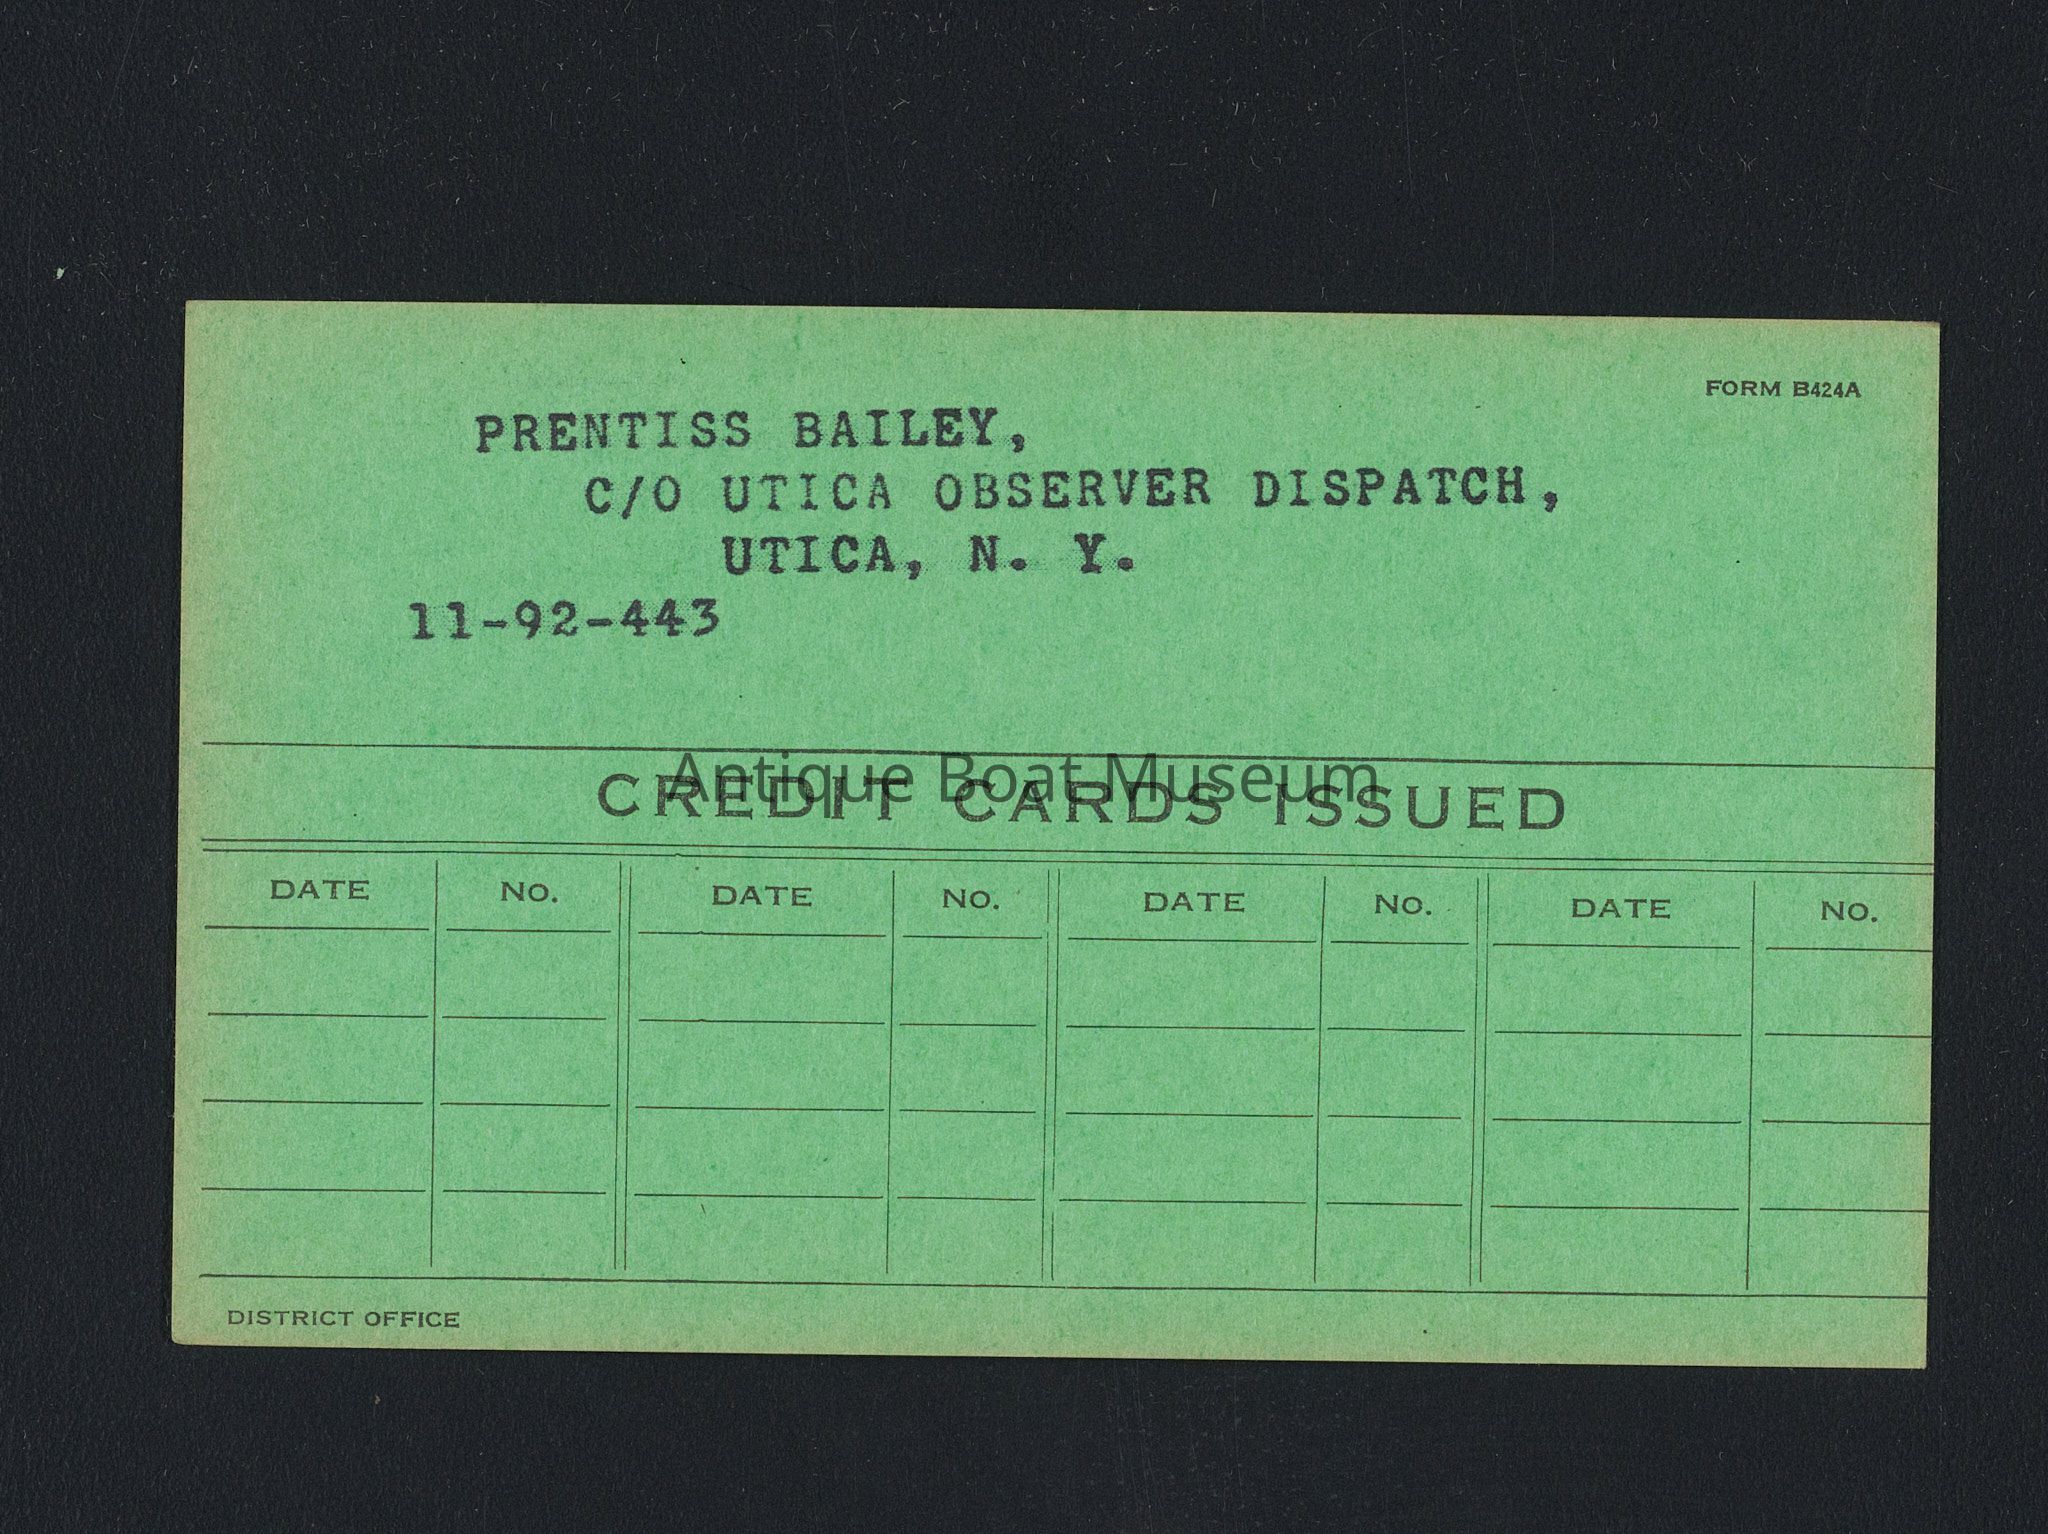 FORM B424A
PRENTISS BAILEY,
C/O UTICA OBSERVER DISPATCH,
UTICA, N. Y.
11-92-443
Antique Boat Museum
CREDIT CARDS ISSUED
DATE NO. DATE NO. DATE NO. DATE NO.
DISTRICT OFFICE